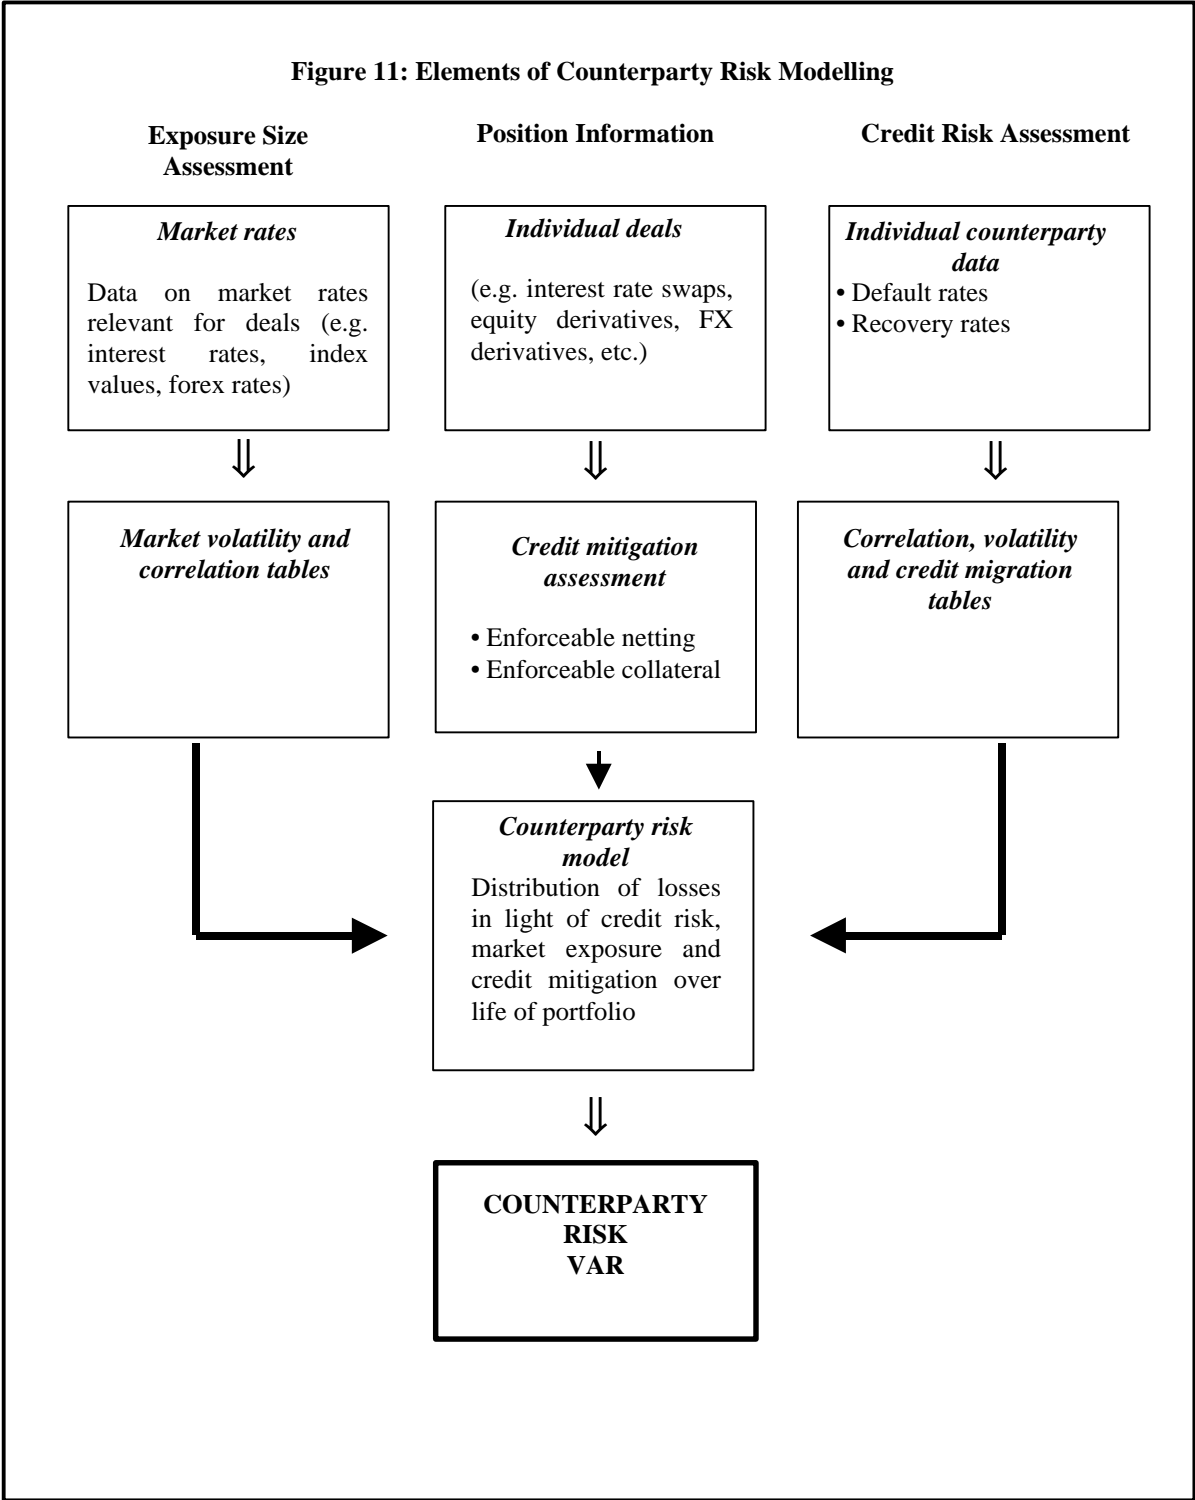 Figure 11: Elements of Counterparty Risk Modelling
Exposure Size
Assessment
Position Information
Credit Risk Assessment
Market rates
Data on market rates
relevant for deals (e.g.
interest rates, index
values, forex rates)
Individual deals
(e.g. interest rate swaps,
equity derivatives, FX
derivatives, etc.)
Individual counterparty
data
• Default rates
• Recovery rates
Market volatility and
correlation tables
Credit mitigation
assessment
• Enforceable netting
• Enforceable collateral
Correlation, volatility
and credit migration
tables
Counterparty risk
model
Distribution of losses
in light of credit risk,
market exposure and
credit mitigation over
life of portfolio
COUNTERPARTY
RISK
VAR